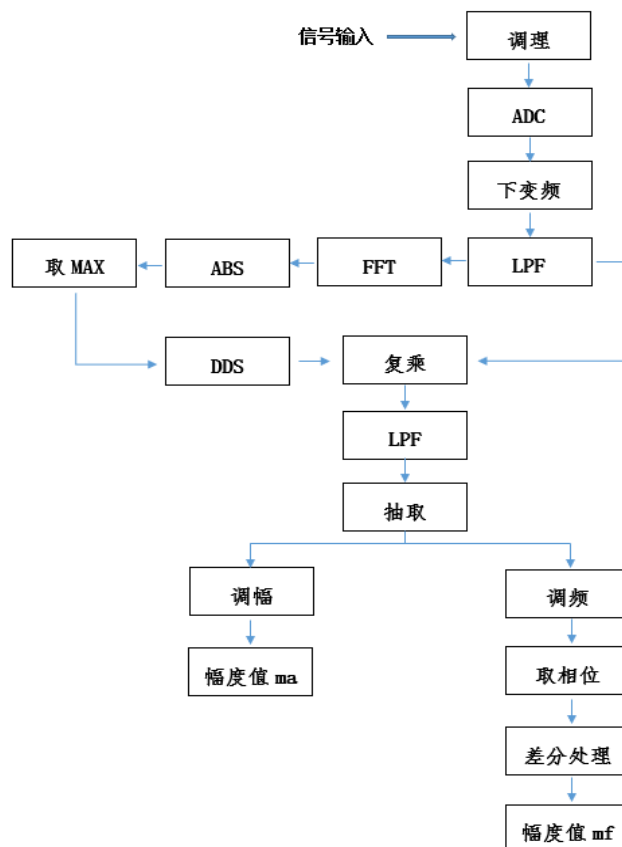 信号输入
调理
ADC
下变频
取 MAX
ABS
FFT
LPF
DDS
复乘
LPF
抽取
调幅
调频
幅度值 ma
取相位
差分处理
幅度值 mf